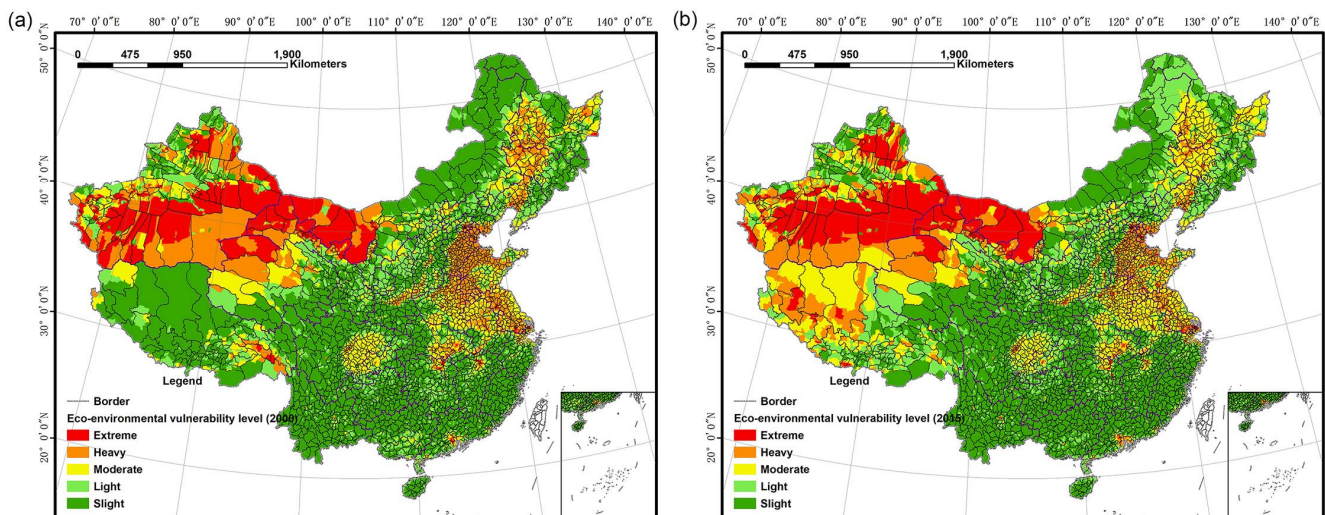 (a)
70° 0′0″N 80° 0′0″N 90° 0′0″N 100° 0′0″N 110° 0′0″N 120° 0′0″N 130° 0′0″N 140° 0′0″N
0 475 950 1,900
Kilometers
50° 0′0″N
40° 0′0″N
30° 0′0″N
20° 0′0″N
Legend
Border
Eco-environmental vulnerability level (2000)
Extreme
Heavy
Moderate
Light
Slight
(b)
70° 0′0″N 80° 0′0″N 90° 0′0″N 100° 0′0″N 110° 0′0″N 120° 0′0″N 130° 0′0″N 140° 0′0″N
0 475 950 1,900
Kilometers
50° 0′0″N
40° 0′0″N
30° 0′0″N
20° 0′0″N
Legend
Border
Eco-environmental vulnerability level (2015)
Extreme
Heavy
Moderate
Light
Slight